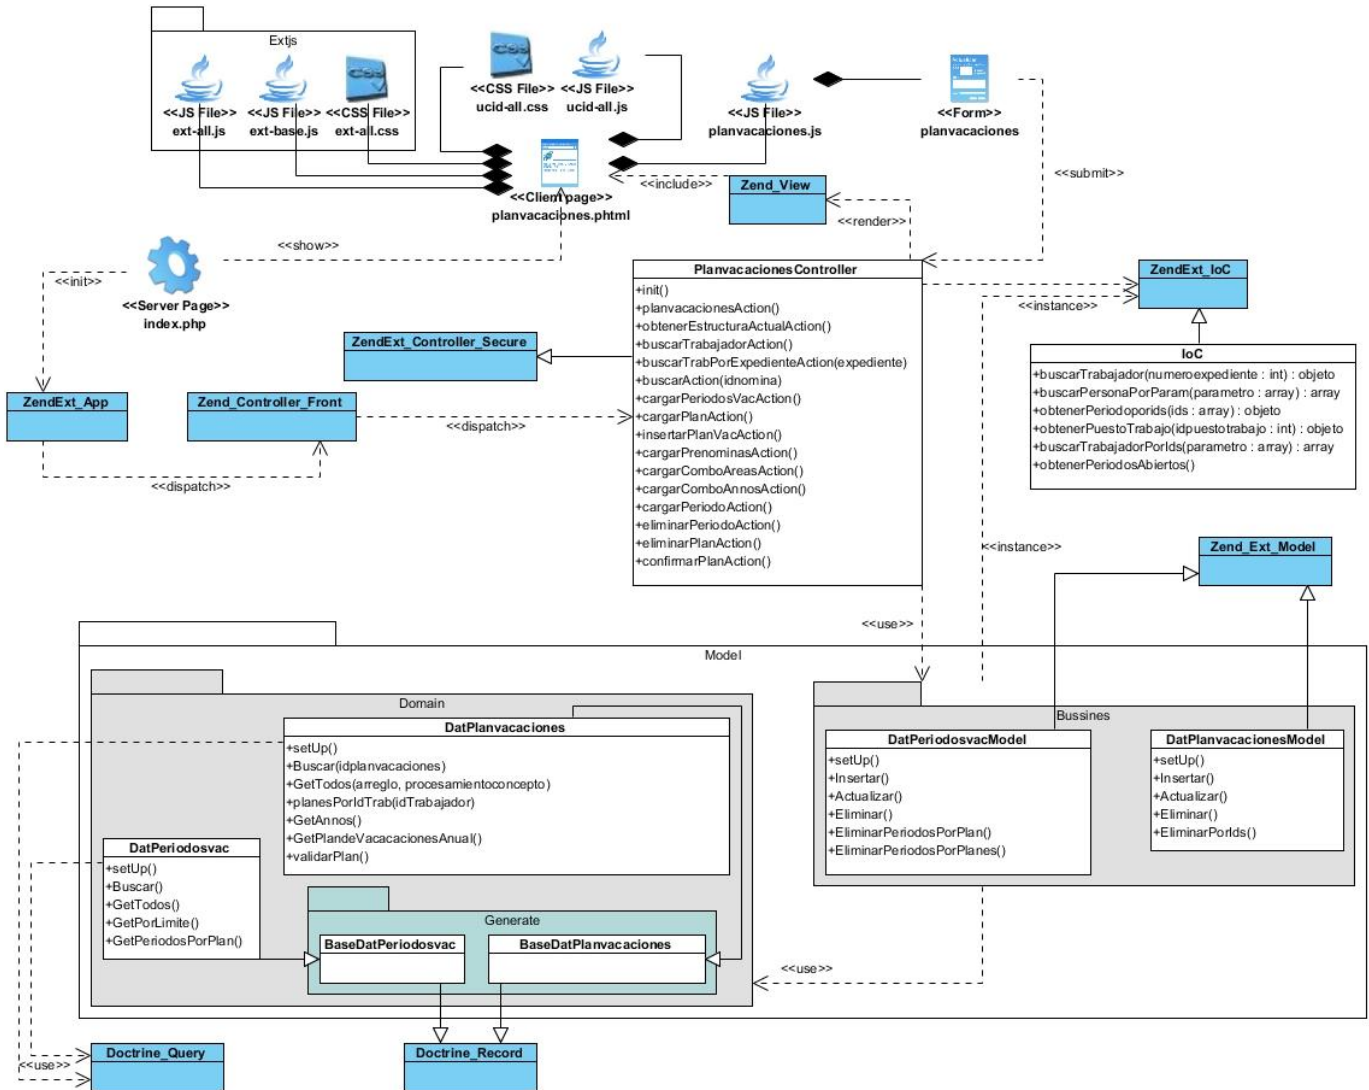 Extjs
<<JS File>>
ext-all.js
<<JS File>>
ext-base.js
<<CSS File>>
ext-all.css
<<CSS File>>
ucid-all.css
<<JS File>>
ucid-all.js
<<JS File>>
planvacaciones.js
<<Form>>
planvacaciones
<<Client page>>
planvacaciones.phtml
<<include>>
Zend_View
<<render>>
<<submit>>
<<show>>
<<init>>
<<Server Page>>
index.php
ZendExt_App
Zend_Controller_Front
<<dispatch>>
<<dispatch>>
ZendExt_Controller_Secure
PlanvacacionesController
+init()
+planvacacionesAction()
+obtenerEstructuraActualAction()
+buscarTrabajadorAction()
+buscarTrabPorExpedienteAction(expediente)
+buscarAction(idnomina)
+cargarPeriodosVacAction()
+cargarPlanAction()
+insertarPlanVacAction()
+cargarPrenominasAction()
+cargarComboAreasAction()
+cargarComboAnnosAction()
+cargarPeriodoAction()
+eliminarPeriodoAction()
+eliminarPlanAction()
+confirmarPlanAction()
ZendExt_IoC
<<instance>>
IoC
+buscarTrabajador(numeroexpediente : int) : objeto
+buscarPersonaPorParam(parametro : array) : array
+obtenerPeriodoporids(ids : array) : objeto
+obtenerPuestoTrabajo(idpuestotrabajo : int) : objeto
+buscarTrabajadorPorIds(parametro : array) : array
+obtenerPeriodosAbiertos()
<<instance>>
Zend_Ext_Model
<<use>>
Model
Domain
DatPlanvacaciones
+setUp()
+Buscar(idplanvacaciones)
+GetTodos(arreglo, procesamientoconcepto)
+planesPorIdTrab(idTrabajador)
+GetAnnos()
+GetPlandeVacacacionesAnual()
+validarPlan()
DatPeriodosvac
+setUp()
+Buscar()
+GetTodos()
+GetPorLimite()
+GetPeriodosPorPlan()
Generate
BaseDatPeriodosvac
BaseDatPlanvacaciones
Bussines
DatPeriodosvacModel
+setUp()
+Insertar()
+Actualizar()
+Eliminar()
+EliminarPeriodosPorPlan()
+EliminarPeriodosPorPlanes()
DatPlanvacacionesModel
+setUp()
+Insertar()
+Actualizar()
+Eliminar()
+EliminarPorIds()
<<use>>
<<use>>
Doctrine_Query
Doctrine_Record